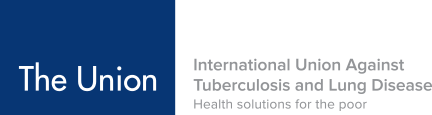 The Union
International Union Against
Tuberculosis and Lung Disease
Health solutions for the poor